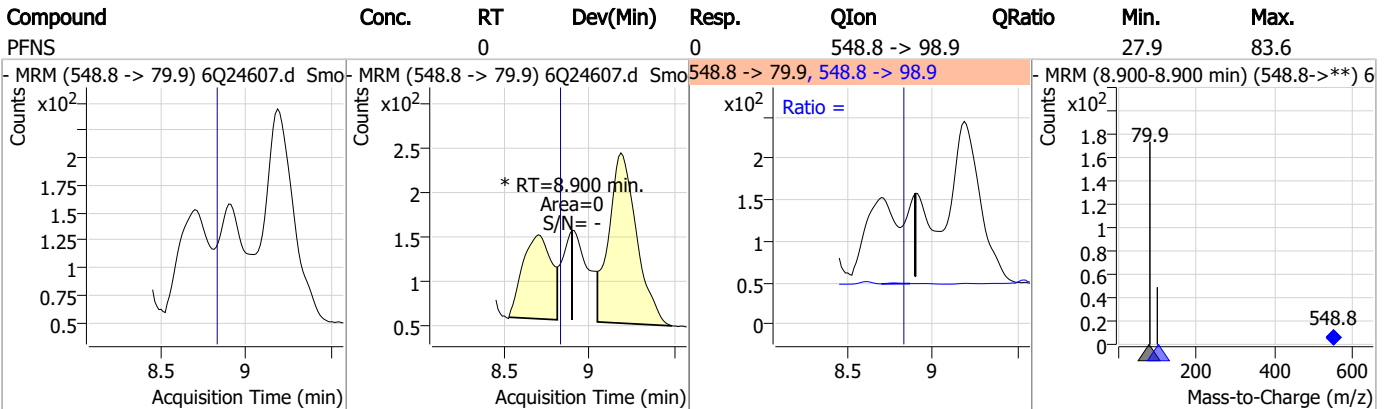 Compound Conc. RT Dev(Min) Resp. QIon QRatio Min. Max.
PFNS 0 0 548.8 -> 98.9 27.9 83.6
- MRM (548.8 -> 79.9) 6Q24607.d Smo
Counts
x10²
2
1.75
1.5
1.25
1
0.75
0.5
8.5 9
Acquisition Time (min)
- MRM (548.8 -> 79.9) 6Q24607.d Smo
Counts
x10²
2.5
2
1.5
1
0.5
* RT=8.900 min.
Area=0
S/N= -
8.5 9
Acquisition Time (min)
548.8 -> 79.9, 548.8 -> 98.9
x10²
Ratio =
1.5
1
0.5
0
8.5 9
Acquisition Time (min)
- MRM (8.900-8.900 min) (548.8->**) 6
Counts
x10²
1.8
1.6
1.4
1.2
1
0.8
0.6
0.4
0.2
0
79.9
548.8
200 400 600
Mass-to-Charge (m/z)